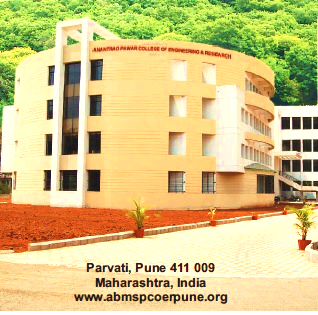 ANANTRAO PAWAR COLLEGE OF ENGINEERING & RESEARCH
Parvati, Pune 411 009
Maharashtra, India
www.abmspcoerpune.org